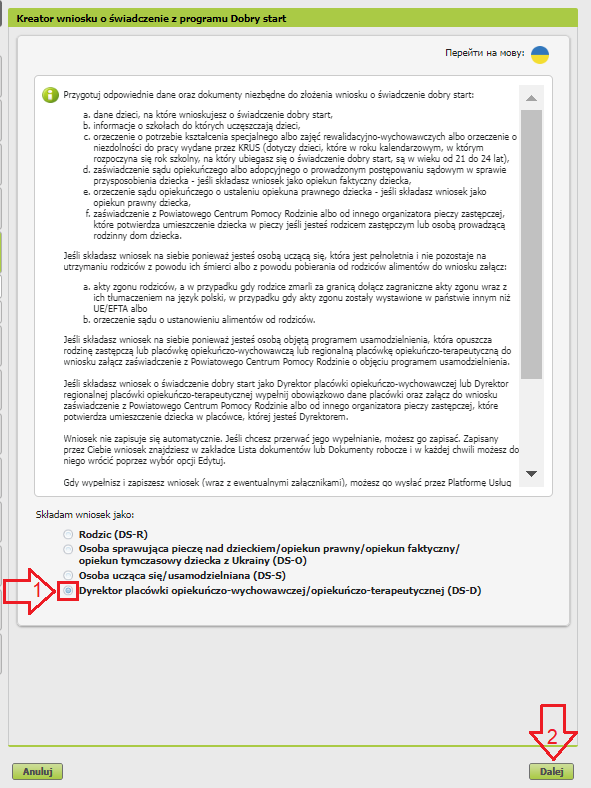 Kreator wniosku o świadczenie z programu Dobry start
Перейти на мову:
Przygotuj odpowiednie dane oraz dokumenty niezbędne do złożenia wniosku o świadczenie dobry start:
a. dane dzieci, na które wnioskujesz o świadczenie dobry start,
b. informacje o szkołach do których uczęszczają dzieci,
c. orzeczenie o potrzebie kształcenia specjalnego albo zajęć rewalidacyjno-wychowawczych albo orzeczenie o
niezdolności do pracy wydane przez KRUS (dotyczy dzieci, które w roku kalendarzowym, w którym
rozpoczyna się rok szkolny, na który ubiegasz się o świadczenie dobry start, są w wieku od 21 do 24 lat),
d. zaświadczenie sądu opiekuńczego albo adopcyjnego o prowadzonym postępowaniu sądowym w sprawie
przysposobienia dziecka - jeśli składasz wniosek jako opiekun faktyczny dziecka,
e. orzeczenie sądu opiekuńczego o ustaleniu opiekuna prawnego dziecka - jeśli składasz wniosek jako
opiekun prawny dziecka,
f. zaświadczenie z Powiatowego Centrum Pomocy Rodzinie albo od innego organizatora pieczy zastępczej,
które potwierdza umieszczenie dziecka w pieczy jeśli jesteś rodzicem zastępczym lub osobą prowadzącą
rodzinny dom dziecka.
Jeśli składasz wniosek na siebie ponieważ jesteś osobą uczącą się, która jest pełnoletnia i nie pozostaje na
utrzymaniu rodziców z powodu ich śmierci albo z powodu pobierania od rodziców alimentów do wniosku załącz:
a. akty zgonu rodziców, a w przypadku gdy rodzice zmarli za granicą dołącz zagraniczne akty zgonu wraz z
ich tłumaczeniem na język polski, w przypadku gdy akty zgonu zostały wystawione w państwie innym niż
UE/EFTA albo
b. orzeczenie sądu o ustanowieniu alimentów od rodziców.
Jeśli składasz wniosek na siebie ponieważ jesteś osobą objętą programem usamodzielnienia, która opuszcza
rodzinę zastępczą lub placówkę opiekuńczo-wychowawczą lub regionalną placówkę opiekuńczo-terapeutyczną do
wniosku załącz zaświadczenie z Powiatowego Centrum Pomocy Rodzinie o objęciu programem usamodzielnienia.
Jeśli składasz wniosek o świadczenie dobry start jako Dyrektor placówki opiekuńczo-wychowawczej lub Dyrektor
regionalnej placówki opiekuńczo-terapeutycznej wypełnij obowiązkowo dane placówki oraz załącz do wniosku
zaświadczenie z Powiatowego Centrum Pomocy Rodzinie albo od innego organizatora pieczy zastępczej, które
potwierdza umieszczenie dziecka w placówce, której jesteś Dyrektorem.
Wniosek nie zapisuje się automatycznie. Jeśli chcesz przerwać jego wypełnianie, możesz go zapisać. Zapisany
przez Ciebie wniosek znajdziesz w zakładce Lista dokumentów lub Dokumenty robocze i w każdej chwili możesz do
niego wrócić poprzez wybór opcji Edytuj.
Gdy wypełnisz i zapiszesz wniosek (wraz z ewentualnymi załącznikami), możesz go wysłać przez Platformę Usług
Składam wniosek jako:
Rodzic (DS-R)
Osoba sprawująca pieczę nad dzieckiem/opiekun prawny/opiekun faktyczny/
opiekun tymczasowy dziecka z Ukrainy (DS-O)
Osoba ucząca się/usamodzielniana (DS-S)
1 Dyrektor placówki opiekuńczo-wychowawczej/opiekuńczo-terapeutycznej (DS-D)
2
Anuluj Dalej